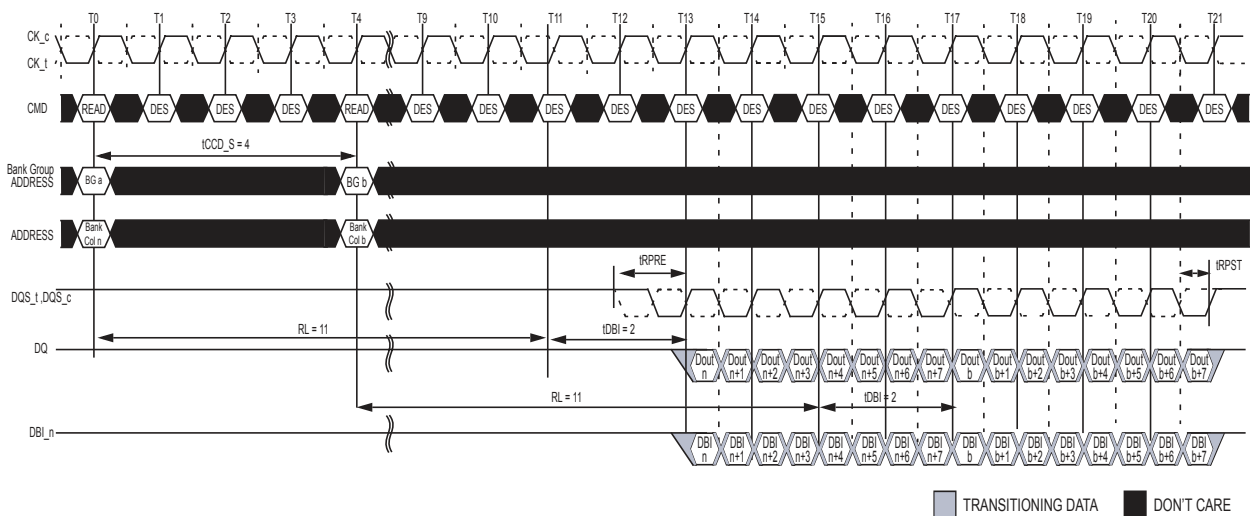 T0 T1 T2 T3 T4 T9 T10 T11 T12 T13 T14 T15 T16 T17 T18 T19 T20 T21
CK_c
CK_t
CMD READ DES DES DES READ DES DES DES DES DES DES DES DES DES DES DES DES DES
tCCD_S = 4
Bank Group
ADDRESS BG a BG b
ADDRESS Bank Col n Bank Col b
tRPRE tRPST
DQS_t ,DQS_c
RL = 11 tDBI = 2
DQ Dout n Dout n+1 Dout n+2 Dout n+3 Dout n+4 Dout n+5 Dout n+6 Dout n+7 Dout b Dout b+1 Dout b+2 Dout b+3 Dout b+4 Dout b+5 Dout b+6 Dout b+7
RL = 11 tDBI = 2
DBI_n DBI n DBI n+1 DBI n+2 DBI n+3 DBI n+4 DBI n+5 DBI n+6 DBI n+7 DBI b DBI b+1 DBI b+2 DBI b+3 DBI b+4 DBI b+5 DBI b+6 DBI b+7
TRANSITIONING DATA DON'T CARE